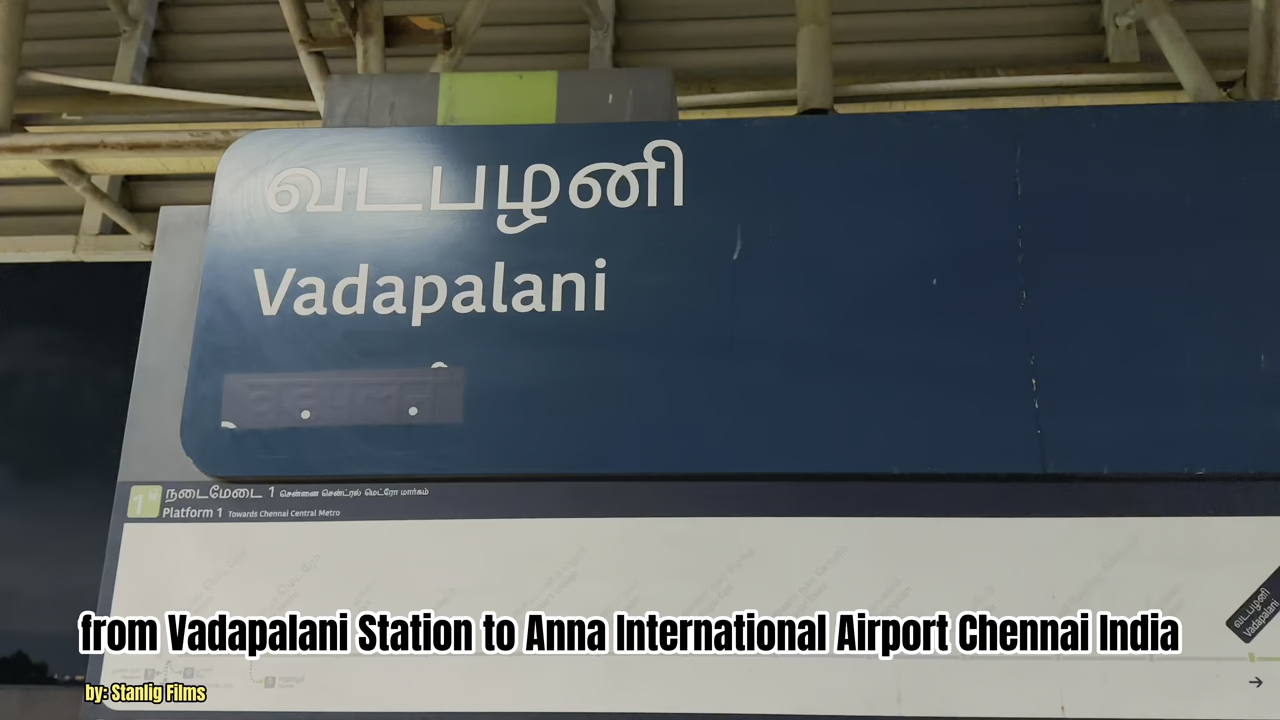 வடபழனி
Vadapalani
1
நடைமேடை 1 சென்னை சென்ட்ரல் மெட்ரோ மார்கம்
Platform 1 Towards Chennai Central Metro
வடபழனி
Vadapalani
from Vadapalani Station to Anna International Airport Chennai India
by: Stanlig Films